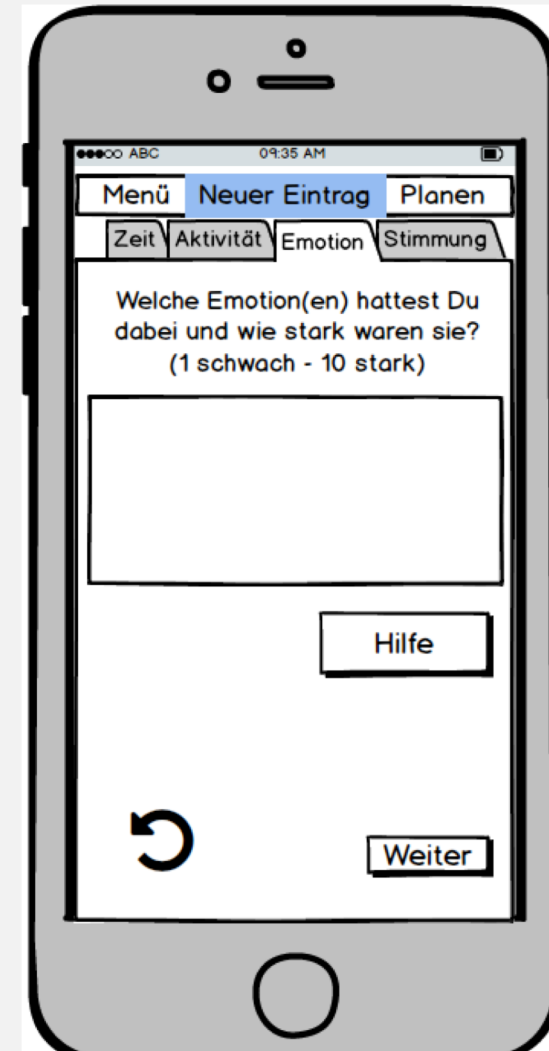 ABC 09:35 AM
Menü Neuer Eintrag Planen
Zeit Aktivität Emotion Stimmung
Welche Emotion(en) hattest Du
dabei und wie stark waren sie?
(1 schwach - 10 stark)
Hilfe
Weiter